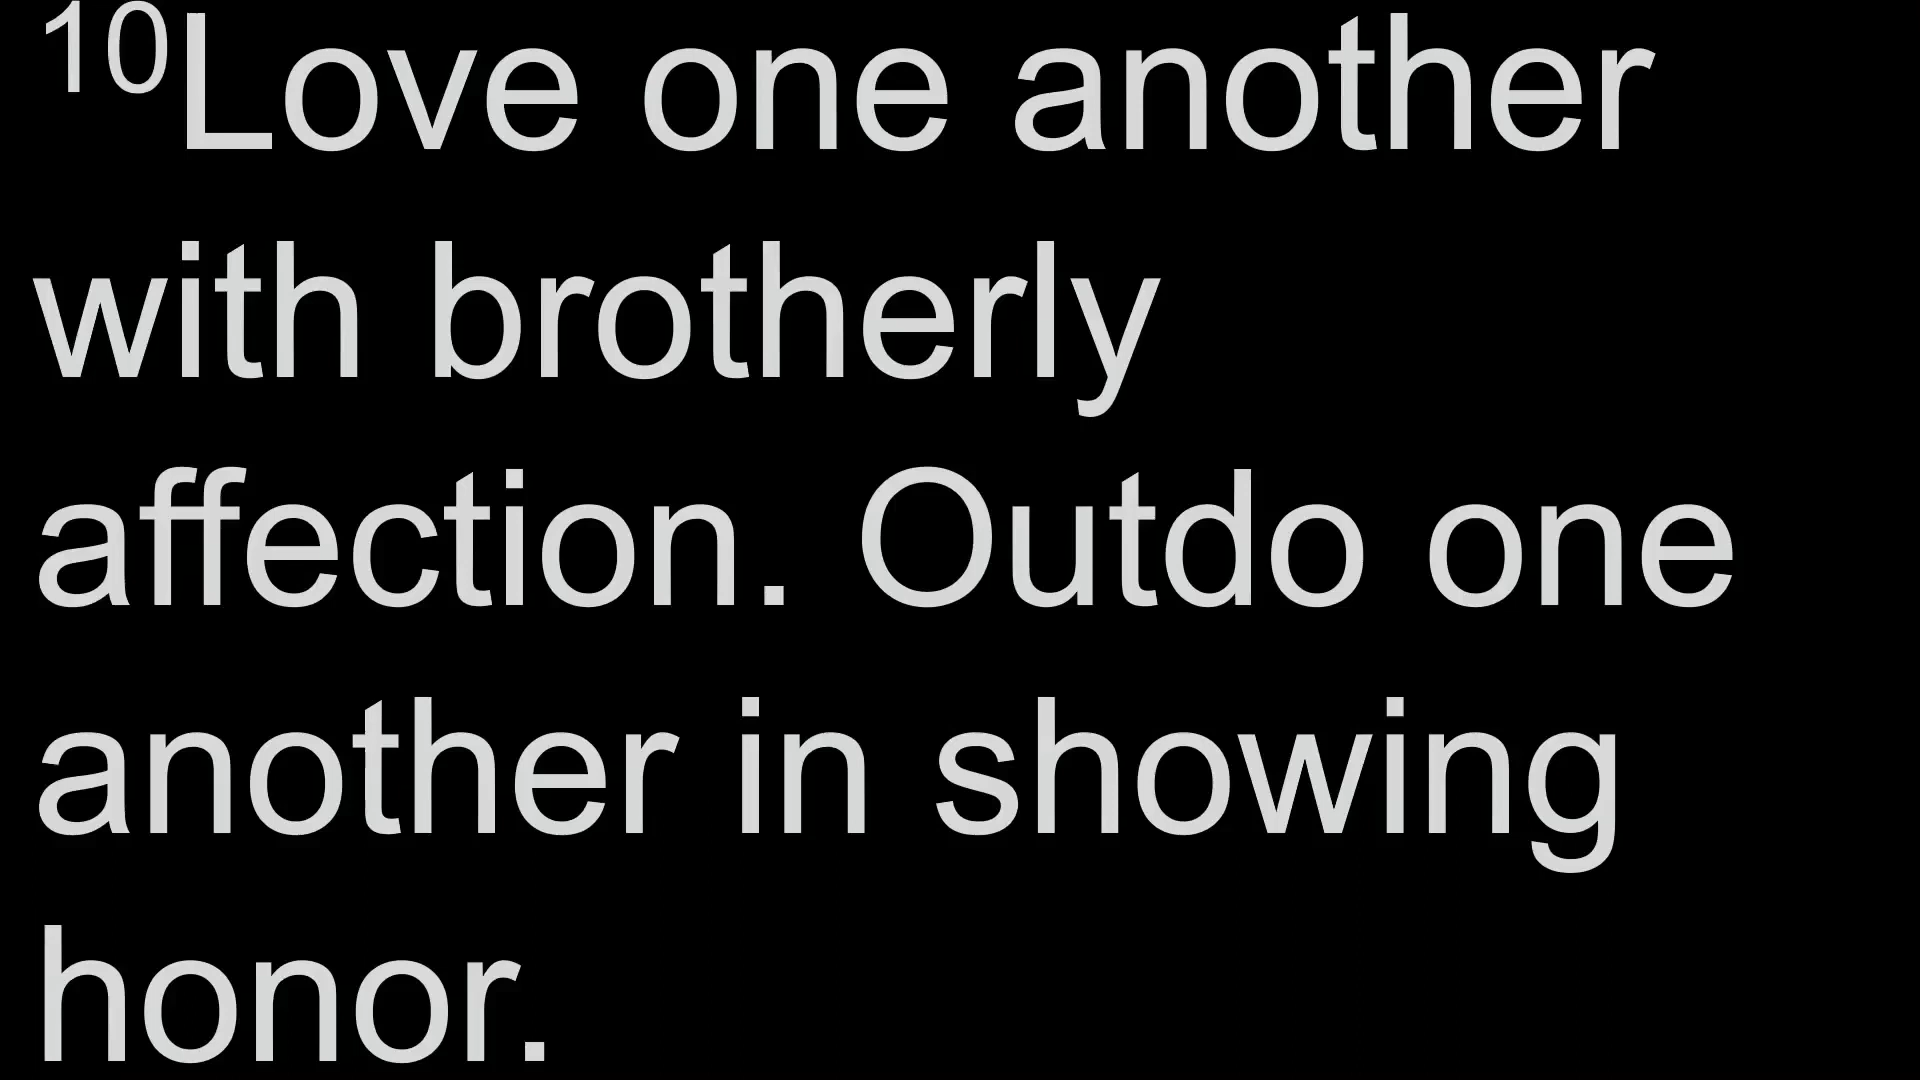 10Love one another
with brotherly
affection. Outdo one
another in showing
honor.